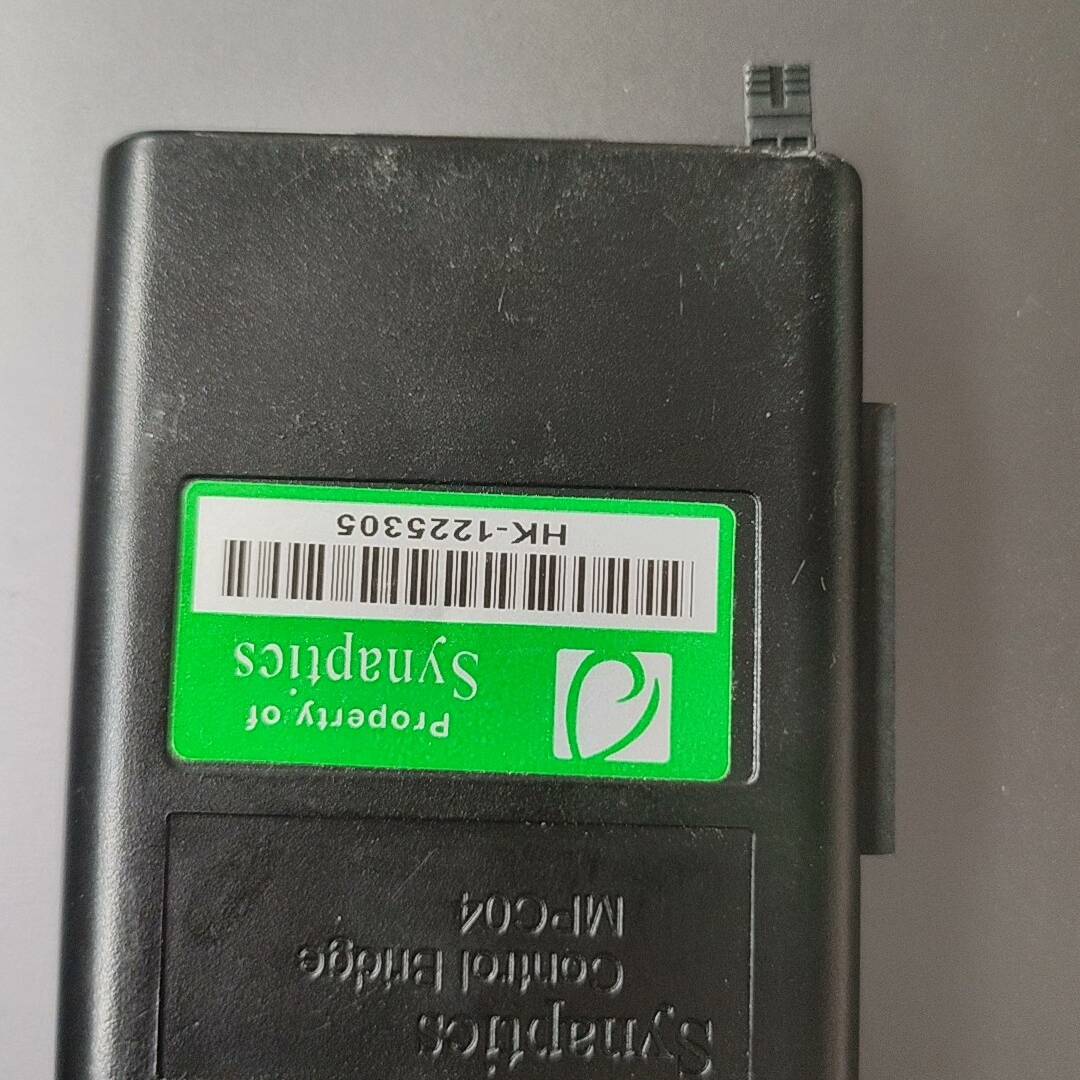 Synaptics
Control Bridge
MPC04
Property of
Synaptics
HK-1225305